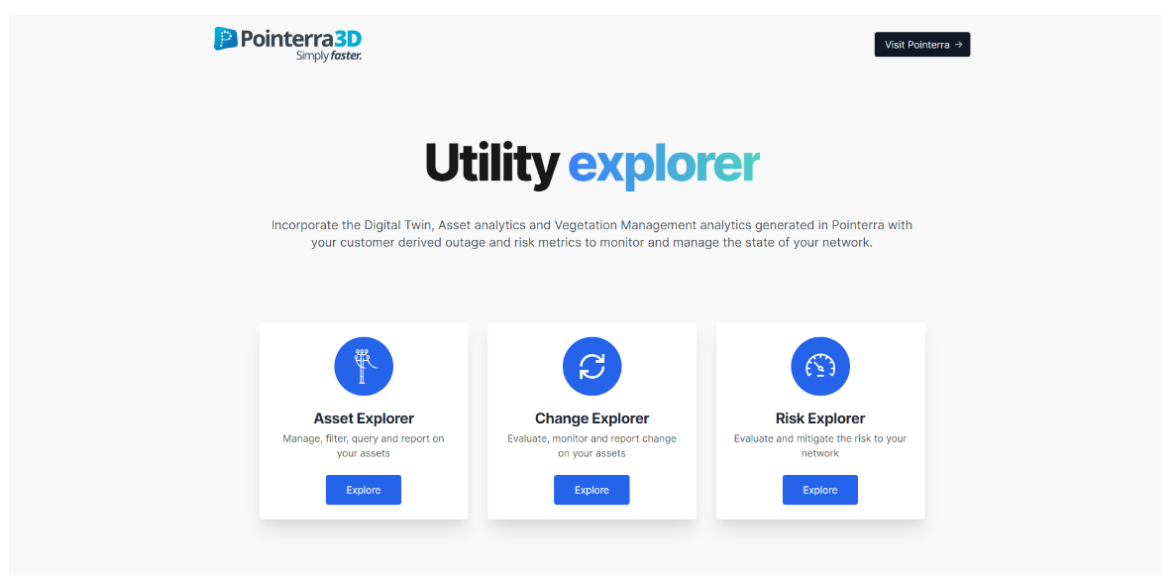 Pointerra3D
Simply faster.
Visit Pointerra →
Utility explorer
Incorporate the Digital Twin, Asset analytics and Vegetation Management analytics generated in Pointerra with
your customer derived outage and risk metrics to monitor and manage the state of your network.
Asset Explorer
Manage, filter, query and report on
your assets
Explore
Change Explorer
Evaluate, monitor and report change
on your assets
Explore
Risk Explorer
Evaluate and mitigate the risk to your
network
Explore